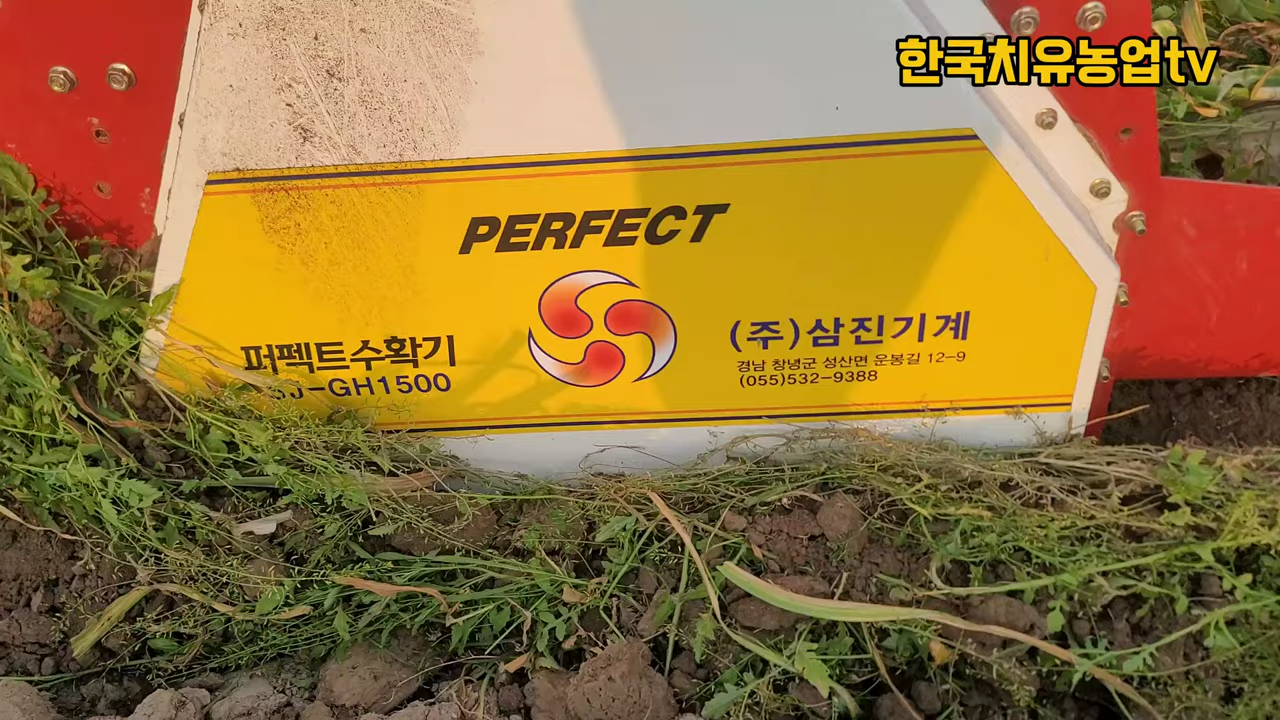 한국치유농업tv
PERFECT
퍼펙트수확기
SJ-GH1500
(주)삼진기계
경남 창녕군 성산면 운봉길 12-9
(055)532-9388